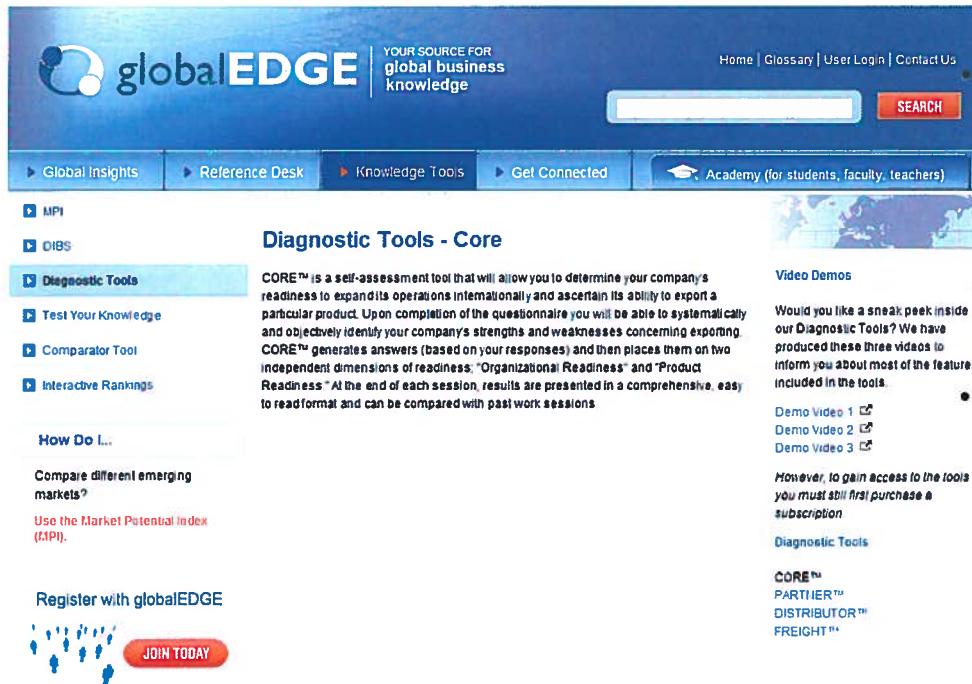 globalEDGE
YOUR SOURCE FOR
global business
knowledge
Home | Glossary | User Login | Contact Us
SEARCH
Global Insights
Reference Desk
Knowledge Tools
Get Connected
Academy (for students, faculty, teachers)
MPI
DIBS
Diagnostic Tools
Test Your Knowledge
Comparator Tool
Interactive Rankings
How Do I...
Compare different emerging
markets?
Use the Market Potential Index
(MPI).
Register with globalEDGE
JOIN TODAY
Diagnostic Tools - Core
CORE™ is a self-assessment tool that will allow you to determine your company's
readiness to expand its operations internationally and ascertain its ability to export a
particular product. Upon completion of the questionnaire you will be able to systematically
and objectively identify your company's strengths and weaknesses concerning exporting.
CORE™ generates answers (based on your responses) and then places them on two
independent dimensions of readiness; "Organizational Readiness" and "Product
Readiness." At the end of each session, results are presented in a comprehensive, easy
to read format and can be compared with past work sessions
Video Demos
Would you like a sneak peek inside
our Diagnostic Tools? We have
produced these three videos to
inform you about most of the feature
included in the tools.
Demo Video 1
Demo Video 2
Demo Video 3
However, to gain access to the tools
you must still first purchase a
subscription
Diagnostic Tools
CORE™
PARTNER™
DISTRIBUTOR™
FREIGHT™